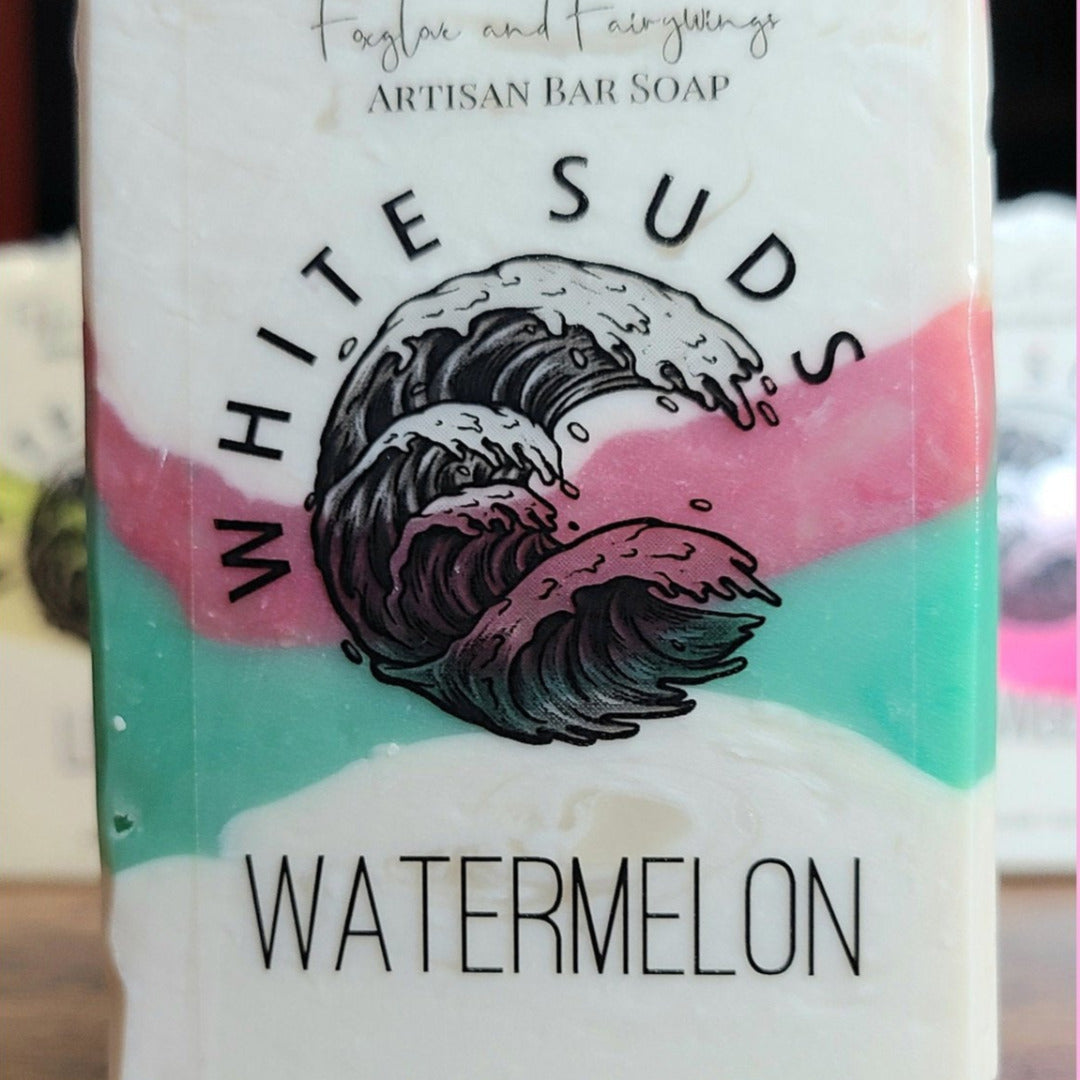 Foxglove and Fairywings
ARTISAN BAR SOAP
WHITE SUDS
WATERMELON